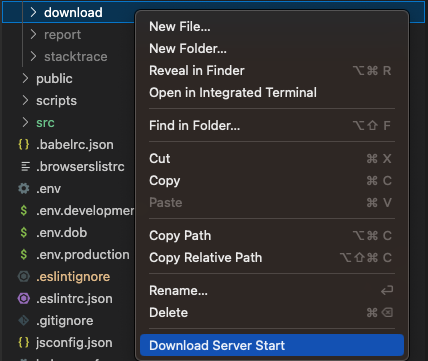 download
report
stacktrace
public
scripts
src
.babelrc.json
.browserslistrc
.env
.env.developme
.env.dob
.env.production
.eslintignore
.eslintrc.json
.gitignore
jsconfig.json
New File...
New Folder...
Reveal in Finder ⌥⌘ R
Open in Integrated Terminal
Find in Folder... ⌥⇧ F
Cut ⌘ X
Copy ⌘ C
Paste ⌘ V
Copy Path ⌥⌘ C
Copy Relative Path ⌥⇧⌘ C
Rename... ↩
Delete ⌘⌫
Download Server Start